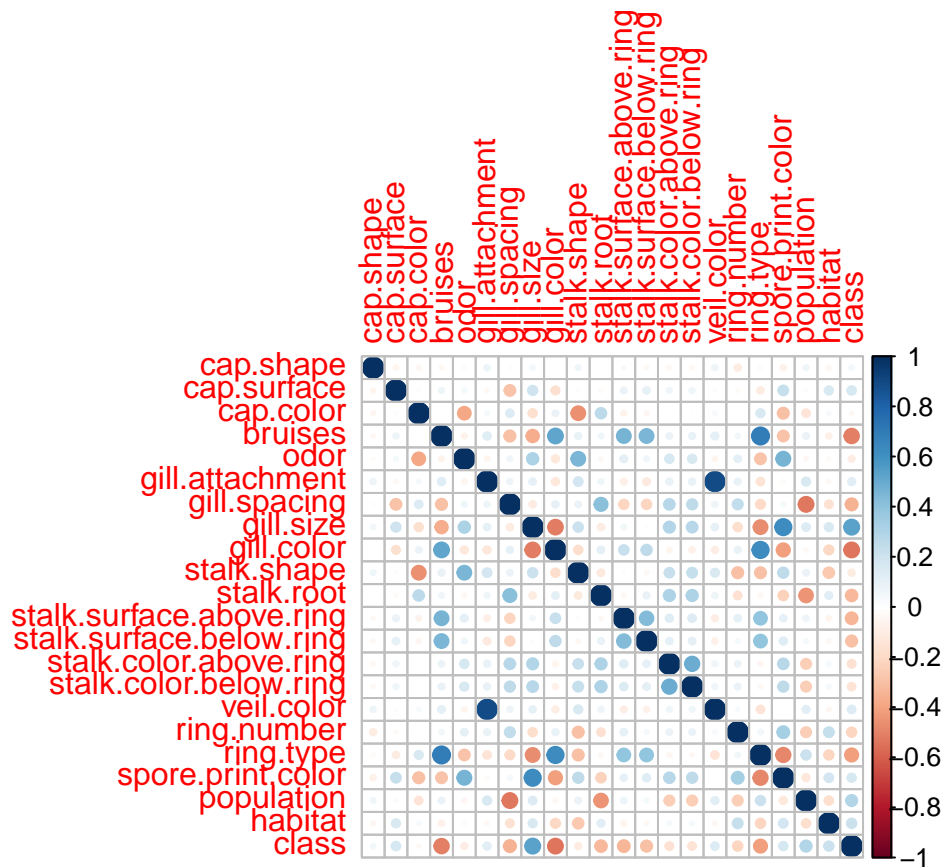 cap.shape
cap.surface
cap.color
bruises
odor
gill.attachment
gill.spacing
gill.size
gill.color
stalk.shape
stalk.root
stalk.surface.above.ring
stalk.surface.below.ring
stalk.color.above.ring
stalk.color.below.ring
veil.color
ring.number
ring.type
spore.print.color
population
habitat
class
cap.shape
cap.surface
cap.color
bruises
odor
gill.attachment
gill.spacing
gill.size
gill.color
stalk.shape
stalk.root
stalk.surface.above.ring
stalk.surface.below.ring
stalk.color.above.ring
stalk.color.below.ring
veil.color
ring.number
ring.type
spore.print.color
population
habitat
class
1
0.8
0.6
0.4
0.2
0
−0.2
−0.4
−0.6
−0.8
−1